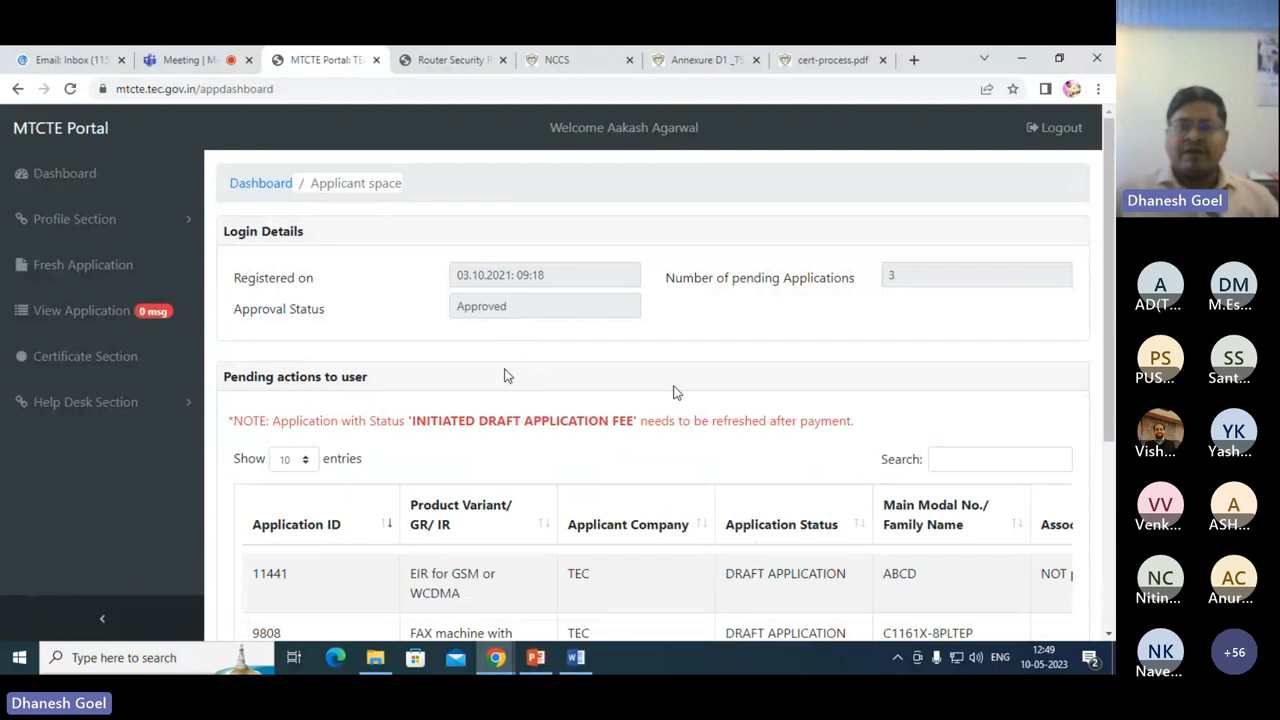 Email: Inbox (11
Meeting | M
MTCTE Portal: TE
Router Security R
NCCS
Annexure D1 _TS
cert-process.pdf
mtcte.tec.gov.in/appdashboard
MTCTE Portal
Welcome Aakash Agarwal
Logout
Dashboard
Profile Section
Fresh Application
View Application 0 msg
Certificate Section
Help Desk Section
Dashboard / Applicant space
Login Details
Registered on 03.10.2021: 09:18 Number of pending Applications 3
Approval Status Approved
Pending actions to user
*NOTE: Application with Status 'INITIATED DRAFT APPLICATION FEE' needs to be refreshed after payment.
Show 10 entries Search:
Application ID Product Variant/ GR/ IR Applicant Company Application Status Main Modal No./ Family Name Assoc
11441 EIR for GSM or WCDMA TEC DRAFT APPLICATION ABCD NOT
9808 FAX machine with TEC DRAFT APPLICATION C1161X-8PLTEP
Type here to search
ENG
12:49
10-05-2023
2
Dhanesh Goel
Dhanesh Goel
A DM
AD(T... M.Es...
PS SS
PUS... Sant...
YK
Vish... Yash...
VV A
Venk... ASH...
NC AC
Nitin... Anur...
NK +56
Nave...